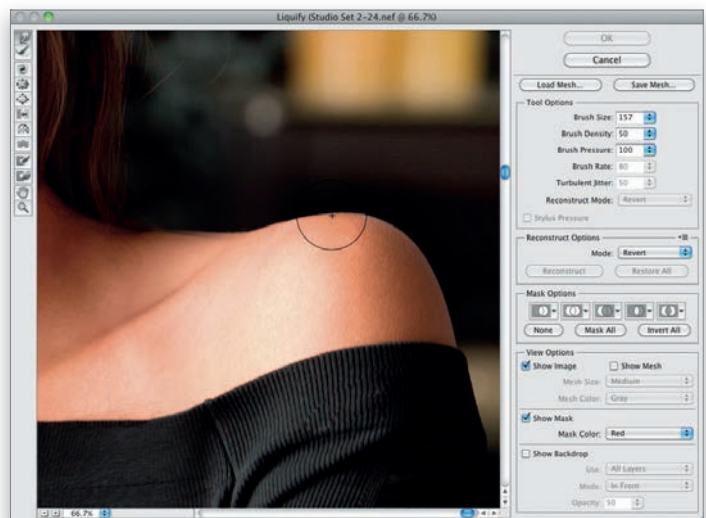 Liquify (Studio Set 2-24.nef @ 66.7%)
OK
Cancel
Load Mesh... Save Mesh...
Tool Options
Brush Size: 157
Brush Density: 50
Brush Pressure: 100
Brush Rate: 80
Turbulent Jitter: 50
Reconstruct Mode: Revert
Stylus Pressure
Reconstruct Options
Mode: Revert
Reconstruct Restore All
Mask Options
None Mask All Invert All
View Options
Show Image Show Mesh
Mesh Size: Medium
Mesh Color: Gray
Show Mask
Mask Color: Red
Show Backdrop
Use: All Layers
Mode: In Front
Opacity: 50
66.7%